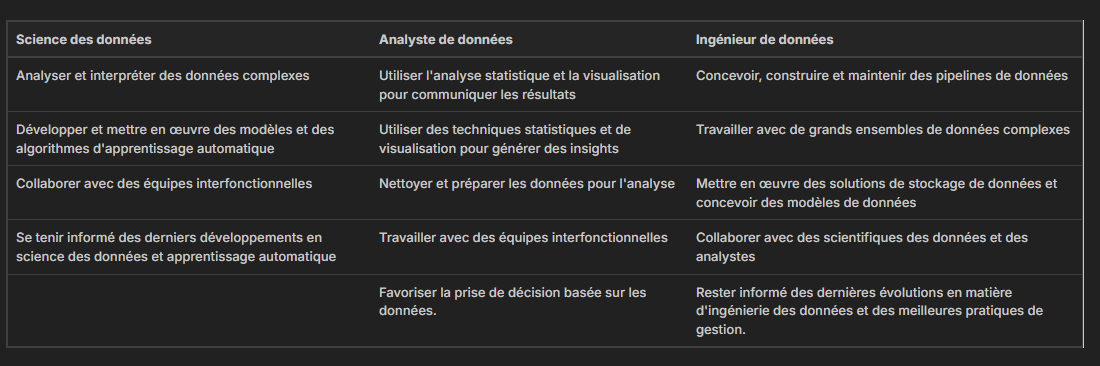 Science des données
Analyste de données
Ingénieur de données
Analyser et interpréter des données complexes
Utiliser l'analyse statistique et la visualisation
pour communiquer les résultats
Concevoir, construire et maintenir des pipelines de données
Développer et mettre en œuvre des modèles et des
algorithmes d'apprentissage automatique
Utiliser des techniques statistiques et de
visualisation pour générer des insights
Travailler avec de grands ensembles de données complexes
Collaborer avec des équipes interfonctionnelles
Nettoyer et préparer les données pour l'analyse
Mettre en œuvre des solutions de stockage de données et
concevoir des modèles de données
Se tenir informé des derniers développements en
science des données et apprentissage automatique
Travailler avec des équipes interfonctionnelles
Collaborer avec des scientifiques des données et des
analystes
Favoriser la prise de décision basée sur les
données.
Rester informé des dernières évolutions en matière
d'ingénierie des données et des meilleures pratiques de
gestion.